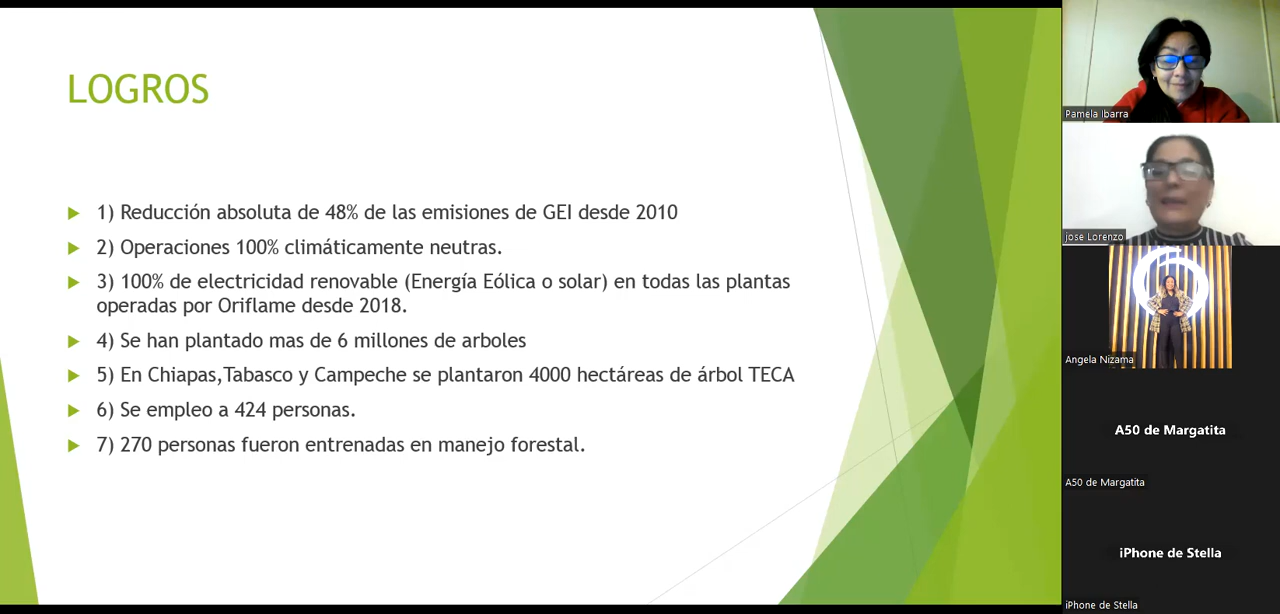 LOGROS
1) Reducción absoluta de 48% de las emisiones de GEI desde 2010
2) Operaciones 100% climáticamente neutras.
3) 100% de electricidad renovable (Energía Eólica o solar) en todas las plantas
operadas por Oriflame desde 2018.
4) Se han plantado mas de 6 millones de arboles
5) En Chiapas,Tabasco y Campeche se plantaron 4000 hectáreas de árbol TECA
6) Se empleo a 424 personas.
7) 270 personas fueron entrenadas en manejo forestal.
Pamela Ibarra
jose Lorenzo
Angela Nizama
A50 de Margatita
A50 de Margatita
iPhone de Stella
iPhone de Stella